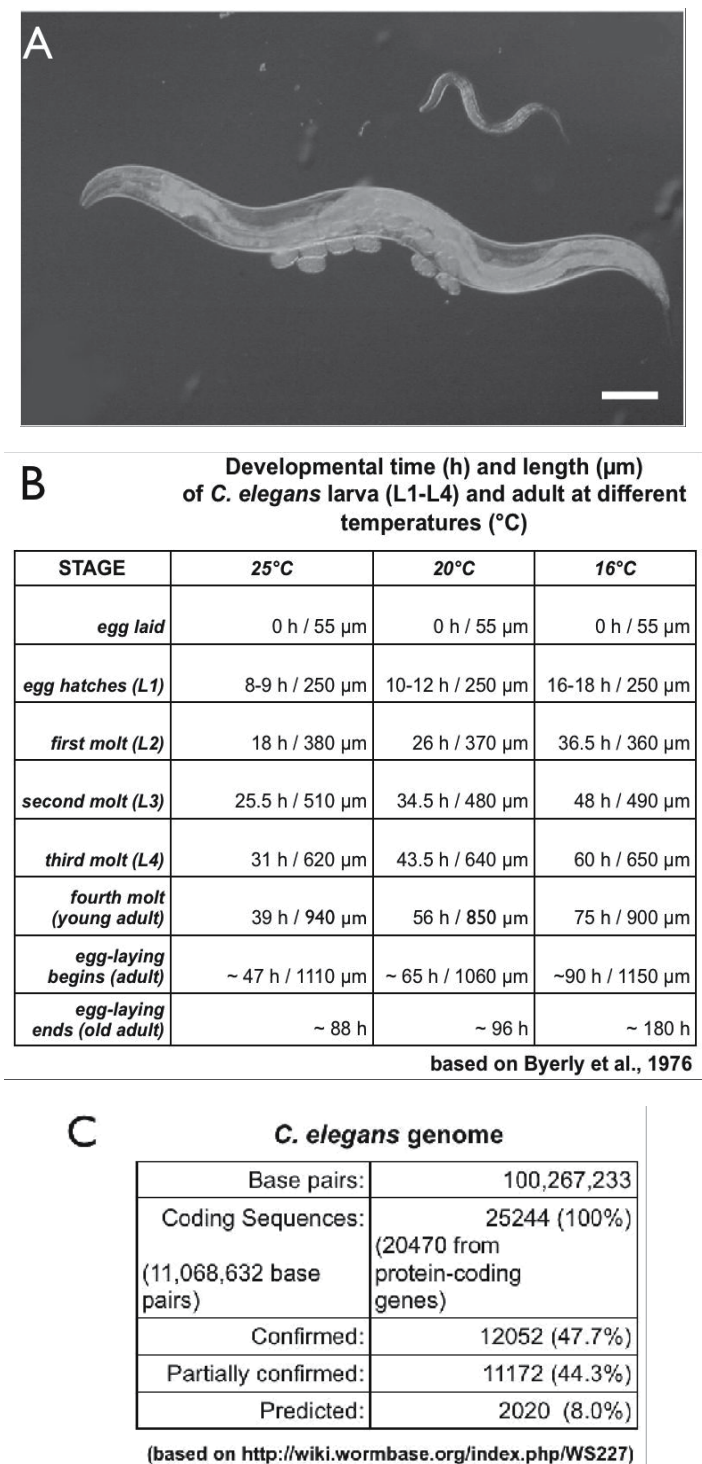 A
B
Developmental time (h) and length (µm)
of C. elegans larva (L1-L4) and adult at different
temperatures (°C)
STAGE 25°C 20°C 16°C
egg laid 0 h / 55 µm 0 h / 55 µm 0 h / 55 µm
egg hatches (L1) 8-9 h / 250 µm 10-12 h / 250 µm 16-18 h / 250 µm
first molt (L2) 18 h / 380 µm 26 h / 370 µm 36.5 h / 360 µm
second molt (L3) 25.5 h / 510 µm 34.5 h / 480 µm 48 h / 490 µm
third molt (L4) 31 h / 620 µm 43.5 h / 640 µm 60 h / 650 µm
fourth molt
(young adult) 39 h / 940 µm 56 h / 850 µm 75 h / 900 µm
egg-laying
begins (adult) ~ 47 h / 1110 µm ~ 65 h / 1060 µm ~90 h / 1150 µm
egg-laying
ends (old adult) ~ 88 h ~ 96 h ~ 180 h
based on Byerly et al., 1976
C
C. elegans genome
Base pairs: 100,267,233
Coding Sequences: 25244 (100%)
(20470 from
(11,068,632 base protein-coding
pairs) genes)
Confirmed: 12052 (47.7%)
Partially confirmed: 11172 (44.3%)
Predicted: 2020 (8.0%)
(based on http://wiki.wormbase.org/index.php/WS227)